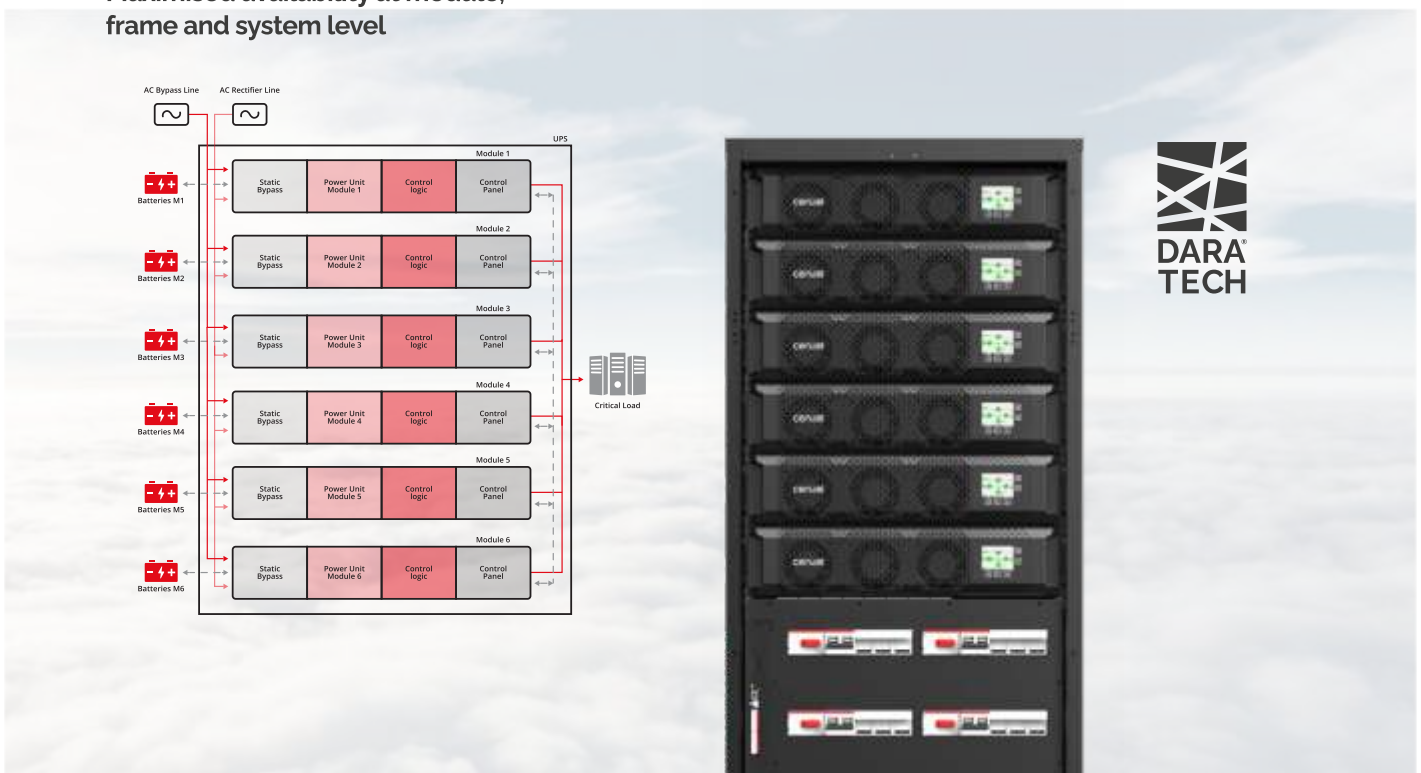 frame and system level
AC Bypass Line
AC Rectifier Line
UPS
Module 1
Static
Bypass
Power Unit
Module 1
Control
logic
Control
Panel
Batteries M1
Module 2
Static
Bypass
Power Unit
Module 2
Control
logic
Control
Panel
Batteries M2
Module 3
Static
Bypass
Power Unit
Module 3
Control
logic
Control
Panel
Batteries M3
Module 4
Static
Bypass
Power Unit
Module 4
Control
logic
Control
Panel
Batteries M4
Module 5
Static
Bypass
Power Unit
Module 5
Control
logic
Control
Panel
Batteries M5
Module 6
Static
Bypass
Power Unit
Module 6
Control
logic
Control
Panel
Batteries M6
Critical Load
DARA®
TECH